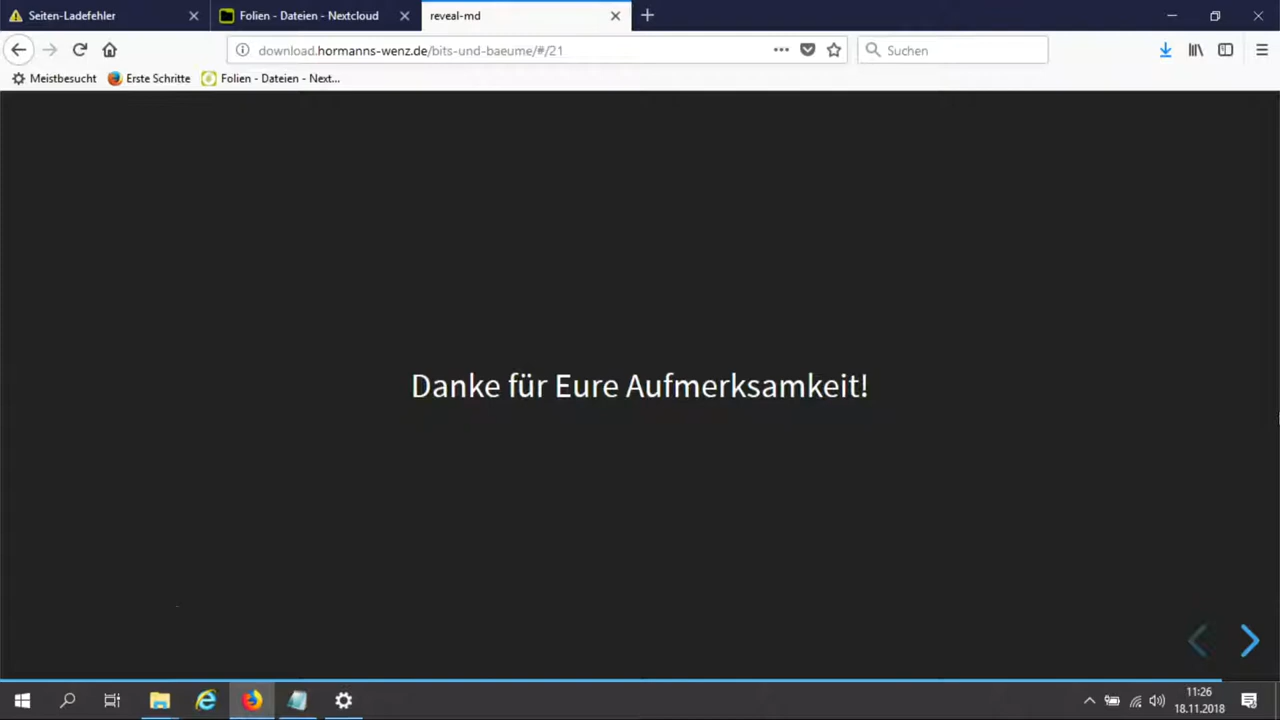 Seiten-Ladefehler
Folien - Dateien - Nextcloud
reveal-md
download.hormanns-wenz.de/bits-und-baeume/#/21
Suchen
Meistbesucht
Erste Schritte
Folien - Dateien - Next...
Danke für Eure Aufmerksamkeit!
11:26
18.11.2018